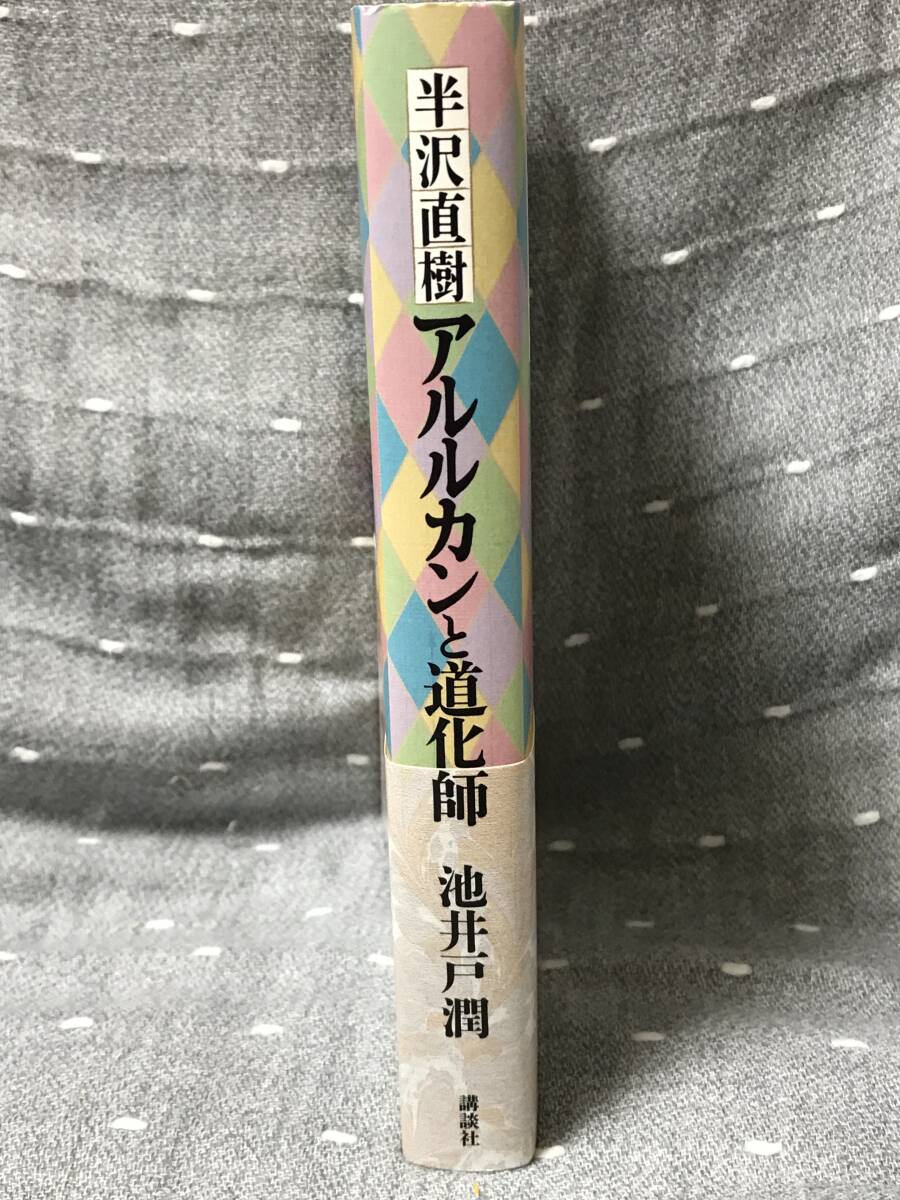 半沢直樹
アルルカンと道化師
池井戸潤
講談社